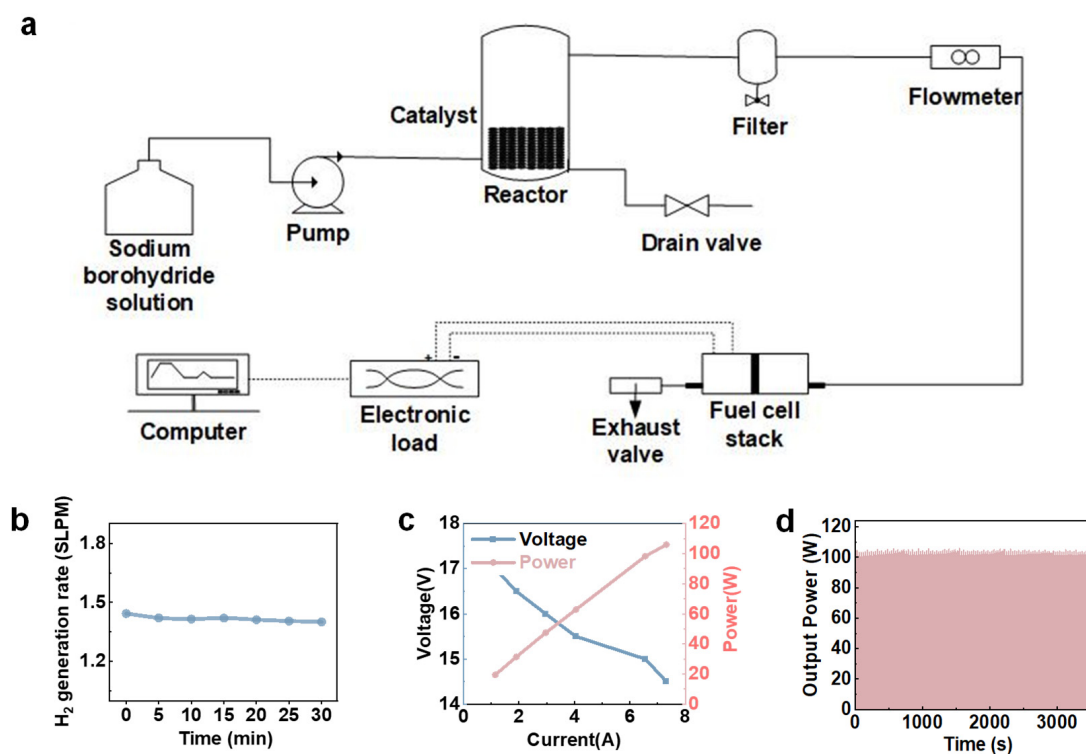 a
Catalyst
Reactor
Filter
Flowmeter
Sodium
borohydride
solution
Pump
Drain valve
Computer
+ -
Electronic
load
Exhaust
valve
Fuel cell
stack
b
H2 generation rate (SLPM)
1.8
1.5
1.2
0 5 10 15 20 25 30
Time (min)
c
Voltage(V)
18
17
16
15
14
Voltage
Power
120
100
80
60
40
20
0
Power(W)
0 2 4 6 8
Current(A)
d
Output Power (W)
120
100
80
60
40
20
0
0 1000 2000 3000
Time (s)